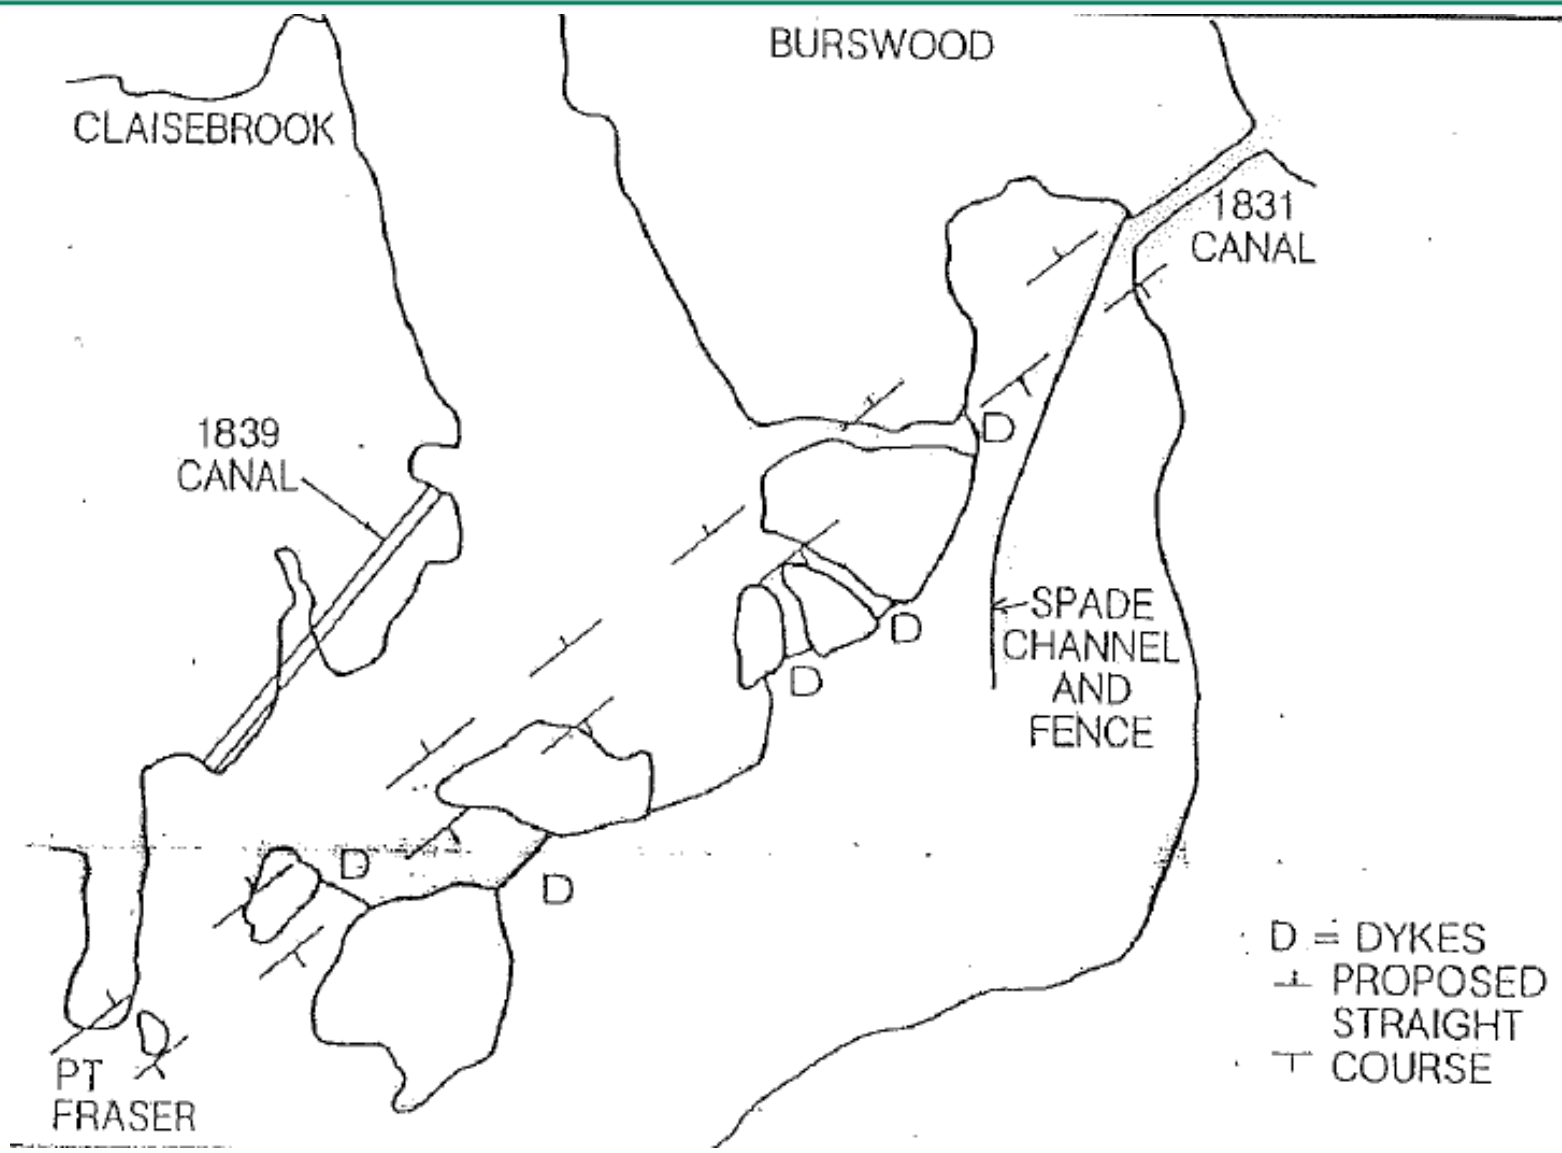 BURSWOOD
CLAISEBROOK
1831
CANAL
1839
CANAL
D
SPADE
CHANNEL
AND
FENCE
D
D
D
D
D = DYKES
PROPOSED
STRAIGHT
COURSE
PT
FRASER